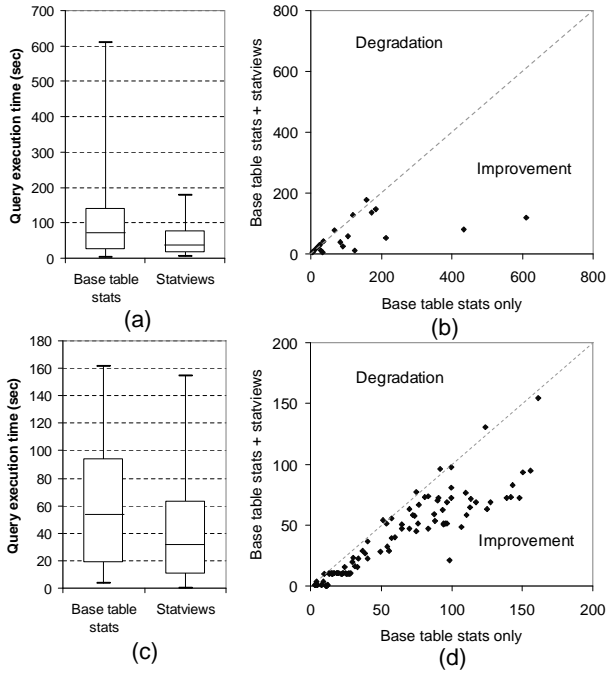 Query execution time (sec)
700
600
500
400
300
200
100
0
Base table
stats
Statviews
(a)
Base table stats + statviews
800
600
400
200
0
Degradation
Improvement
0
200
400
600
800
Base table stats only
(b)
Query execution time (sec)
180
160
140
120
100
80
60
40
20
0
Base table
stats
Statviews
(c)
Base table stats + statviews
200
150
100
50
0
Degradation
Improvement
0
50
100
150
200
Base table stats only
(d)